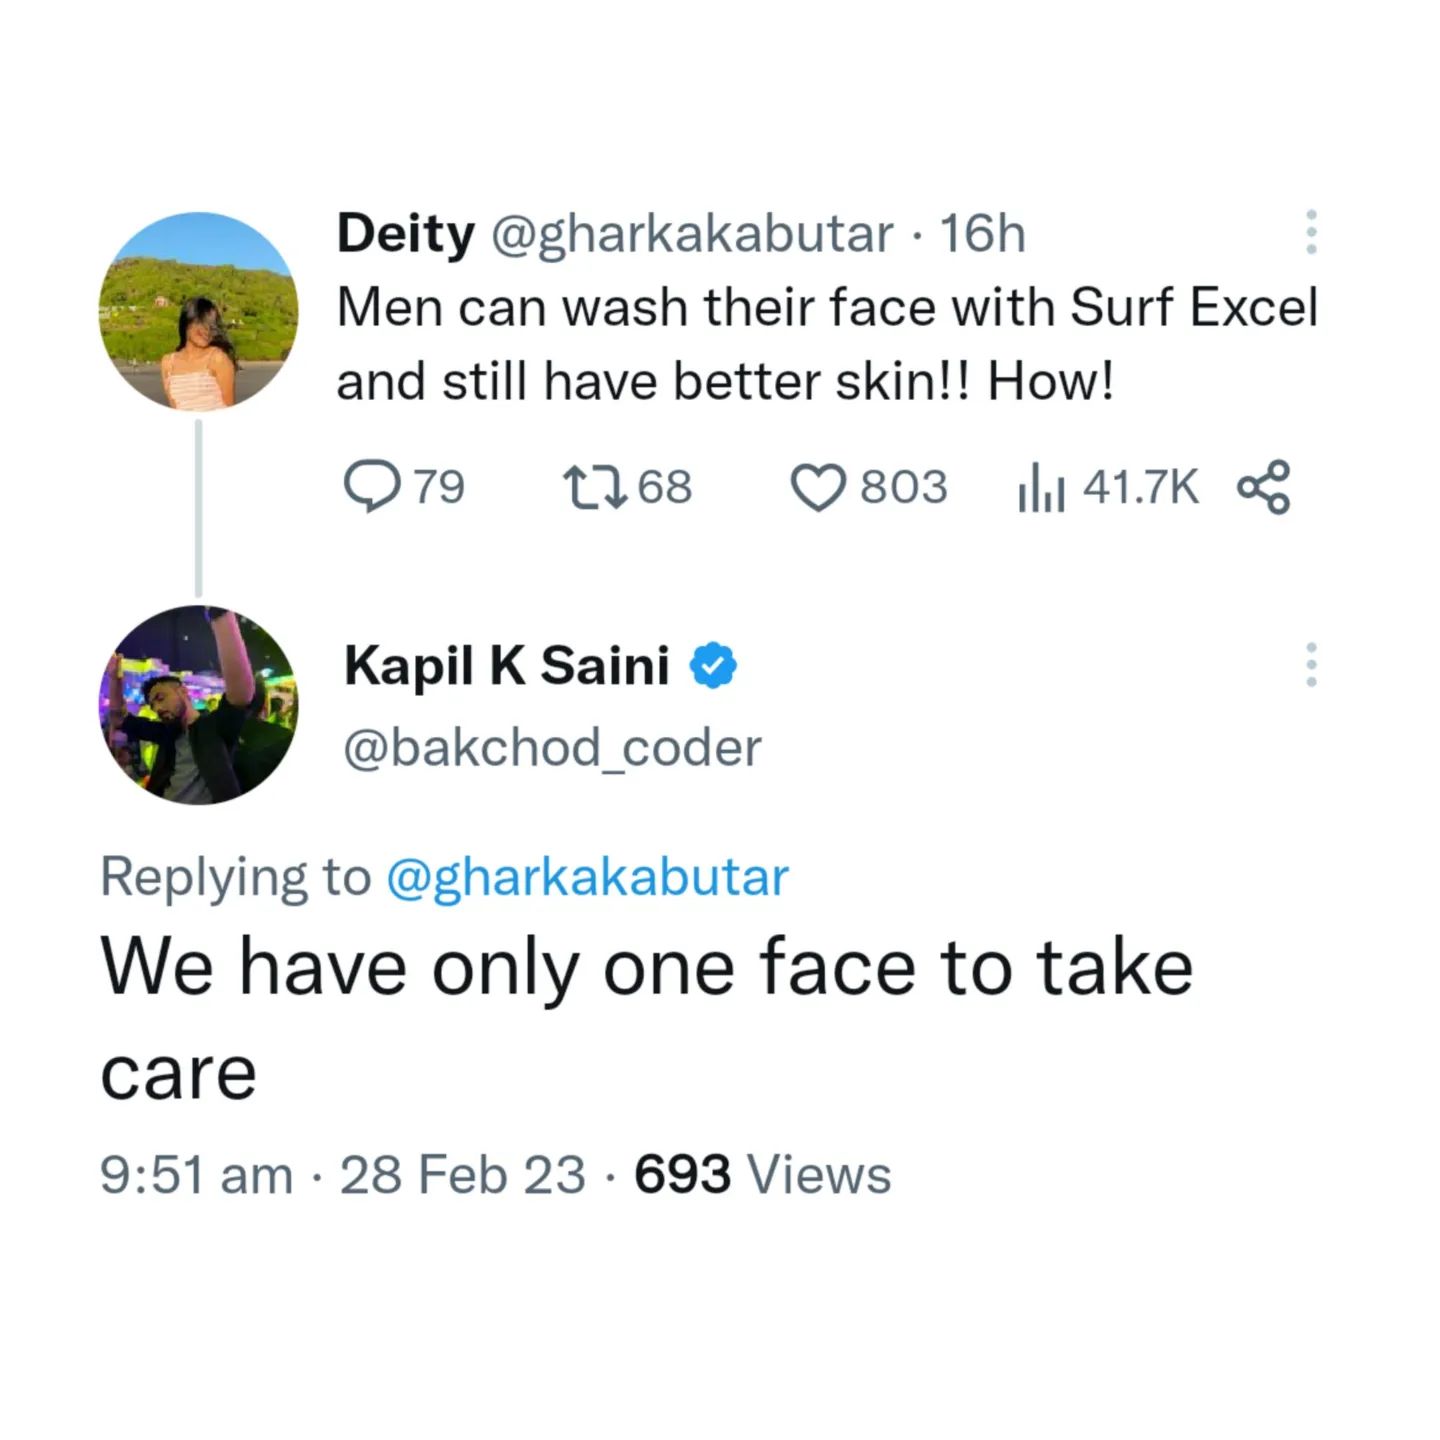 Deity @gharkakabutar · 16h
Men can wash their face with Surf Excel
and still have better skin!! How!
79 68 803 41.7K
Kapil K Saini
@bakchod_coder
Replying to @gharkakabutar
We have only one face to take
care
9:51 am · 28 Feb 23 · 693 Views